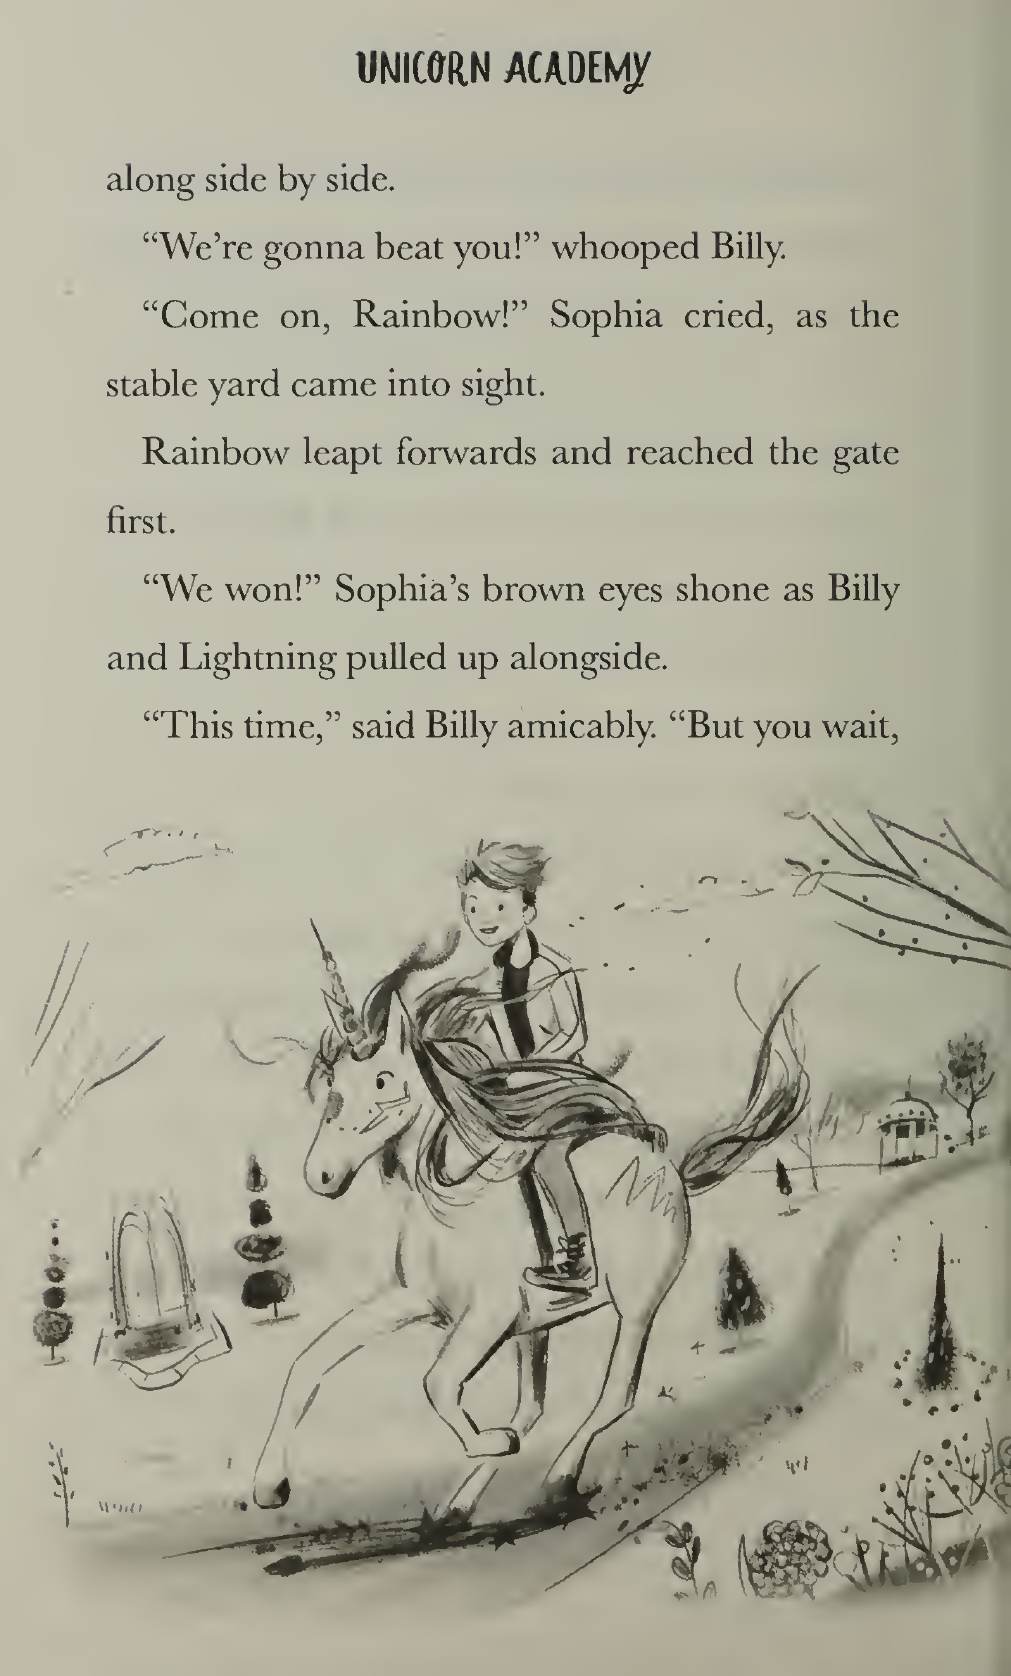 UNICORN ACADEMY
along side by side.
“We’re gonna beat you!” whooped Billy.
“Come on, Rainbow!” Sophia cried, as the
stable yard came into sight.
Rainbow leapt forwards and reached the gate
first.
“We won!” Sophia’s brown eyes shone as Billy
and Lightning pulled up alongside.
“This time,” said Billy amicably. “But you wait,